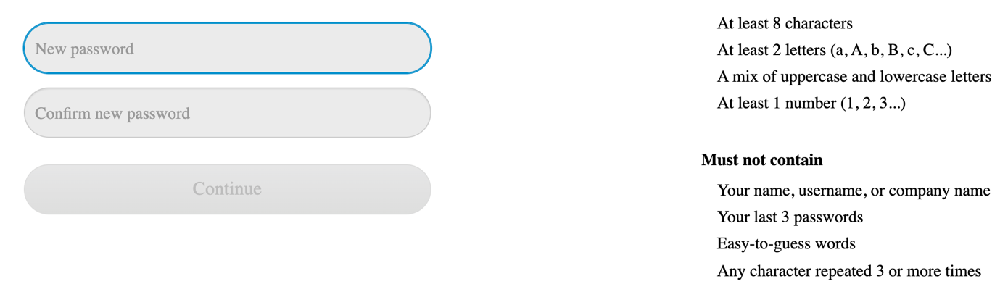 New password
Confirm new password
Continue
At least 8 characters
At least 2 letters (a, A, b, B, c, C...)
A mix of uppercase and lowercase letters
At least 1 number (1, 2, 3...)
Must not contain
Your name, username, or company name
Your last 3 passwords
Easy-to-guess words
Any character repeated 3 or more times